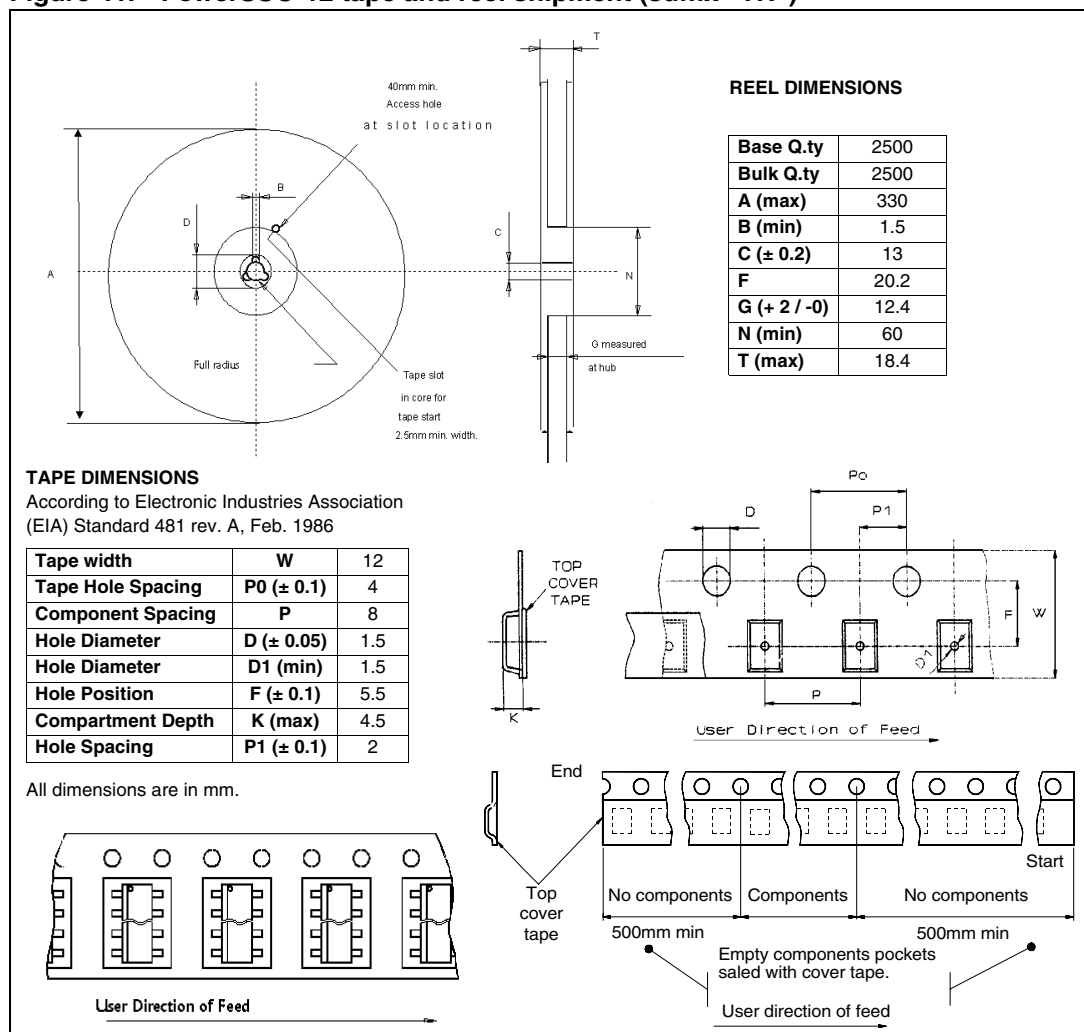 T
40mm min.
Access hole
at slot location
B
D
A
C
N
Full radius
G measured
at hub
Tape slot
in core for
tape start
2.5mm min. width.
REEL DIMENSIONS
Base Q.ty 2500
Bulk Q.ty 2500
A (max) 330
B (min) 1.5
C (± 0.2) 13
F 20.2
G (+ 2 / -0) 12.4
N (min) 60
T (max) 18.4
TAPE DIMENSIONS
According to Electronic Industries Association
(EIA) Standard 481 rev. A, Feb. 1986
Tape width W 12
Tape Hole Spacing P0 (± 0.1) 4
Component Spacing P 8
Hole Diameter D (± 0.05) 1.5
Hole Diameter D1 (min) 1.5
Hole Position F (± 0.1) 5.5
Compartment Depth K (max) 4.5
Hole Spacing P1 (± 0.1) 2
All dimensions are in mm.
Po
D
P1
TOP
COVER
TAPE
F
W
D1
K
P
User Direction of Feed
End
Start
Top
cover
tape
No components
Components
No components
500mm min
500mm min
Empty components pockets
saled with cover tape.
User direction of feed
User Direction of Feed